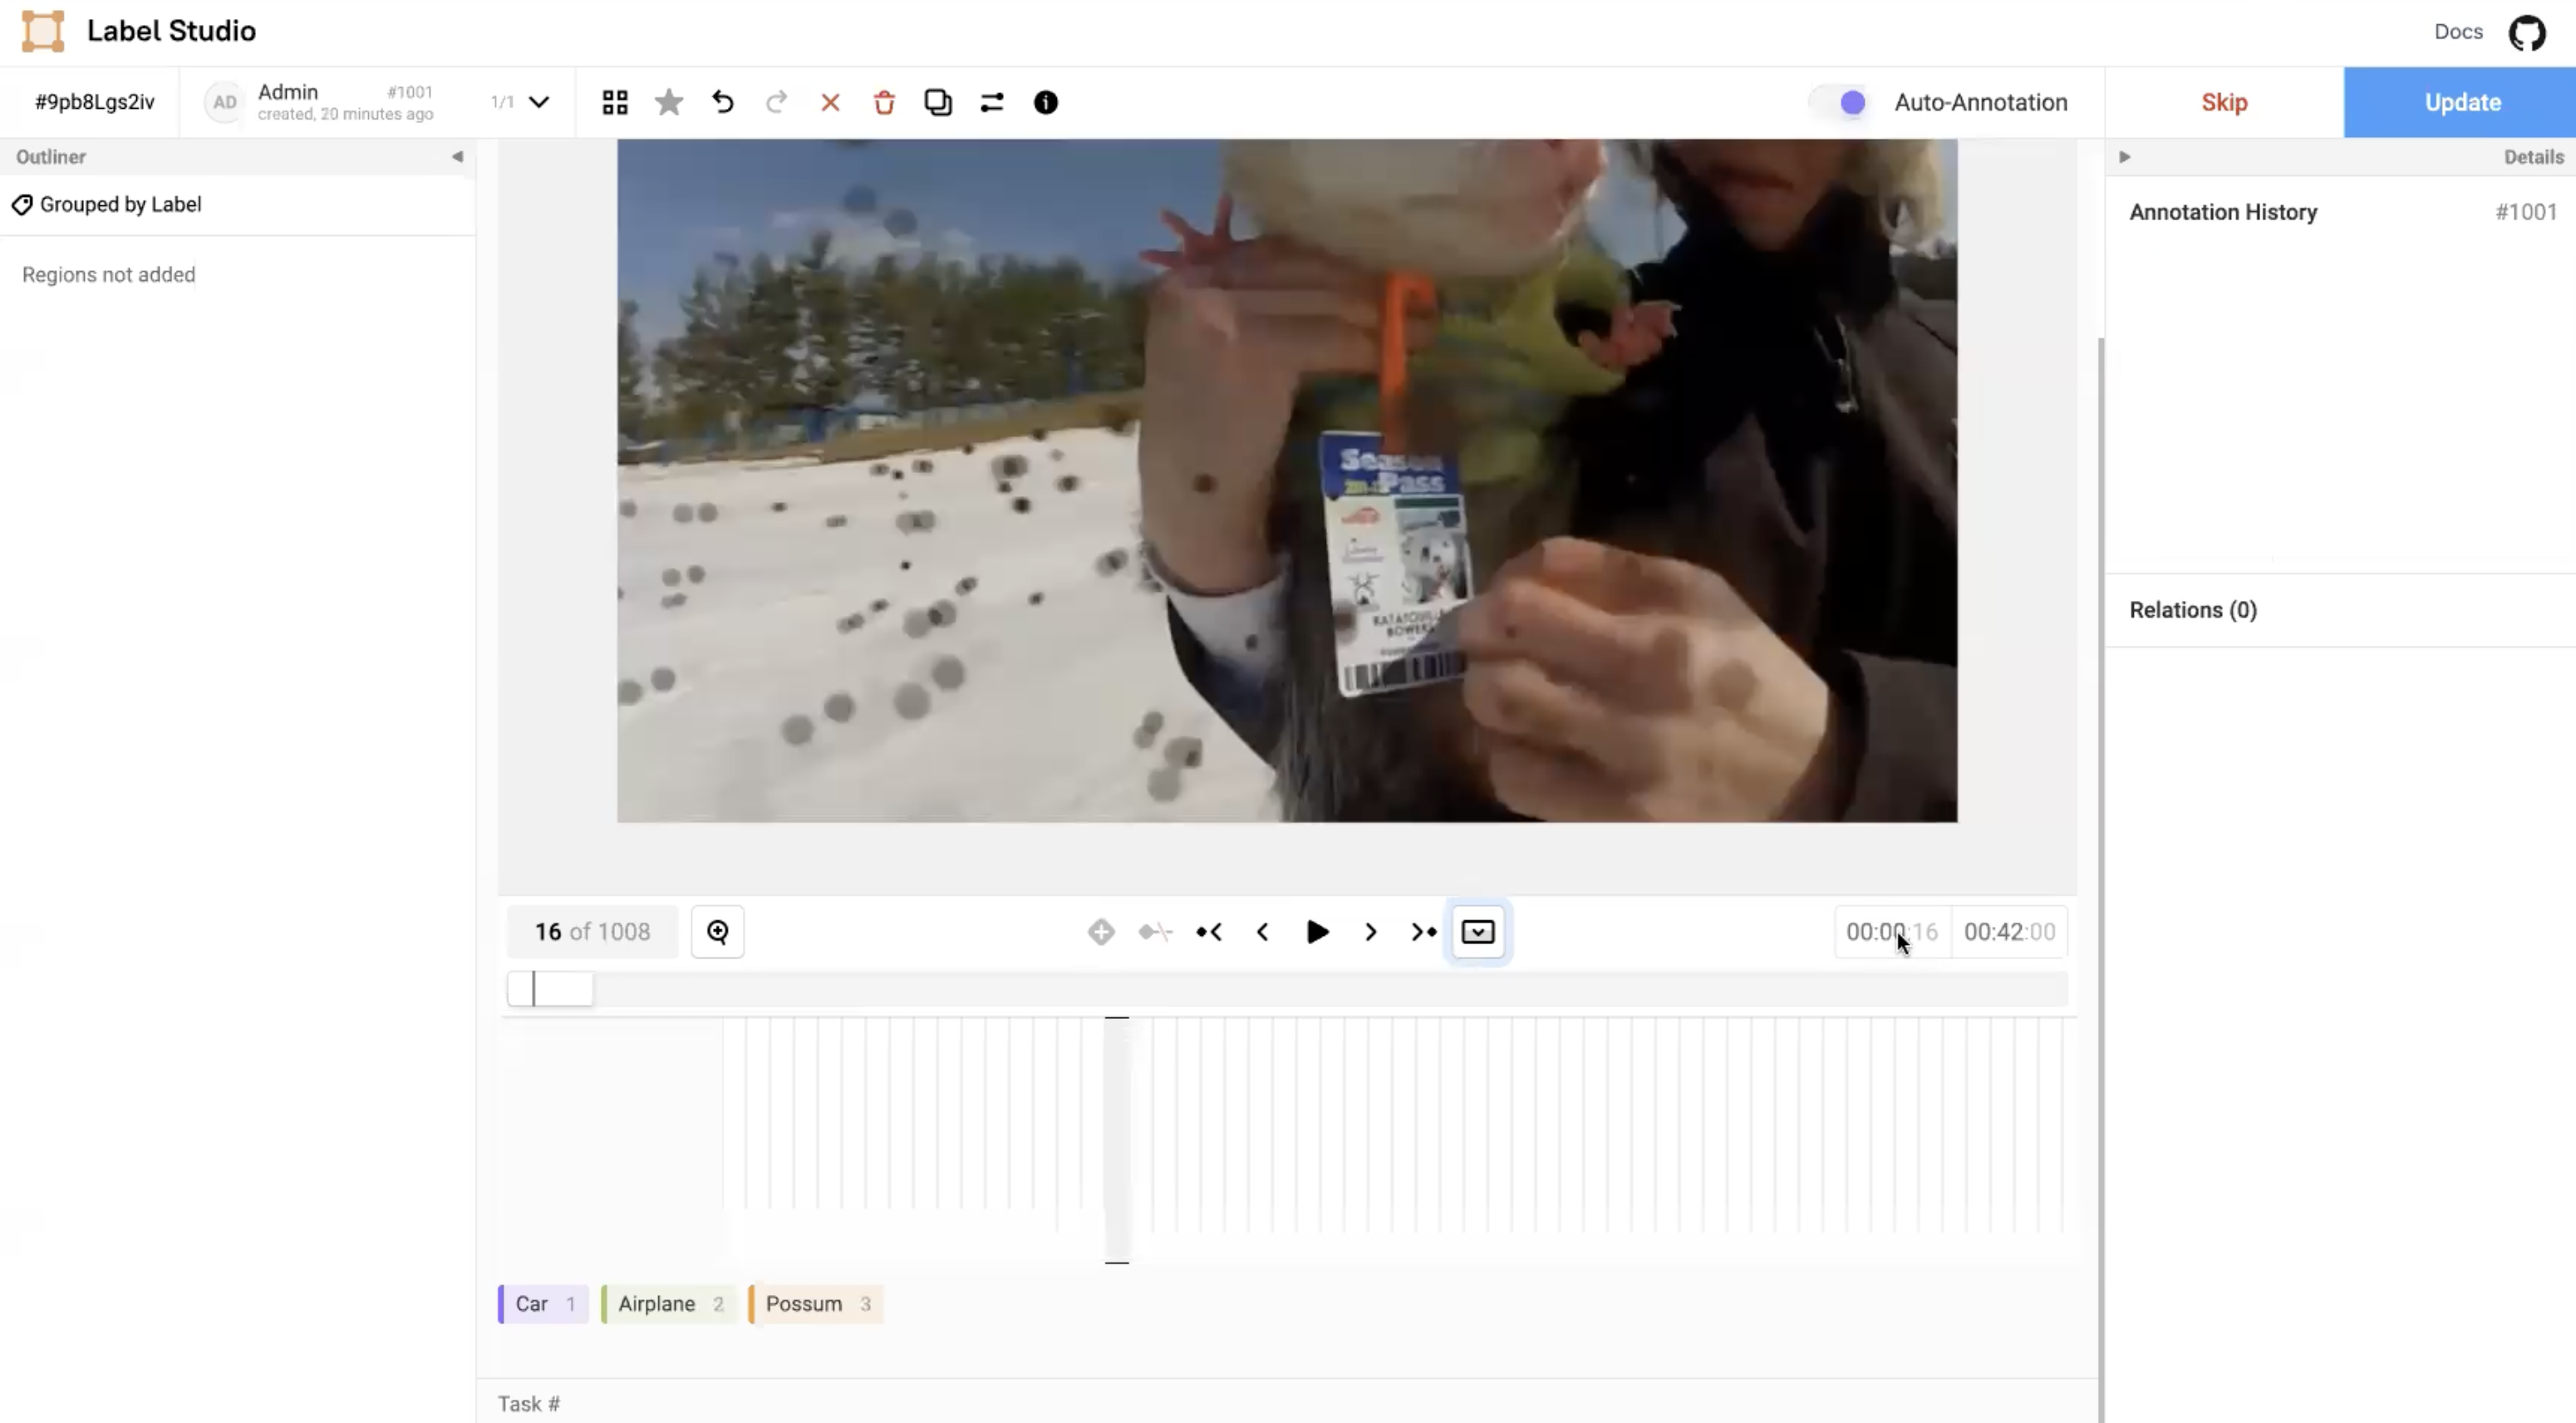 Label Studio
Docs
#9pb8Lgs2iv
AD
Admin
#1001
created, 20 minutes ago
1/1
Auto-Annotation
Skip
Update
Outliner
Details
Grouped by Label
Annotation History
#1001
Regions not added
Relations (0)
Season
Pass
BOWERS
16 of 1008
00:00:16
00:42:00
Car 1
Airplane 2
Possum 3
Task #